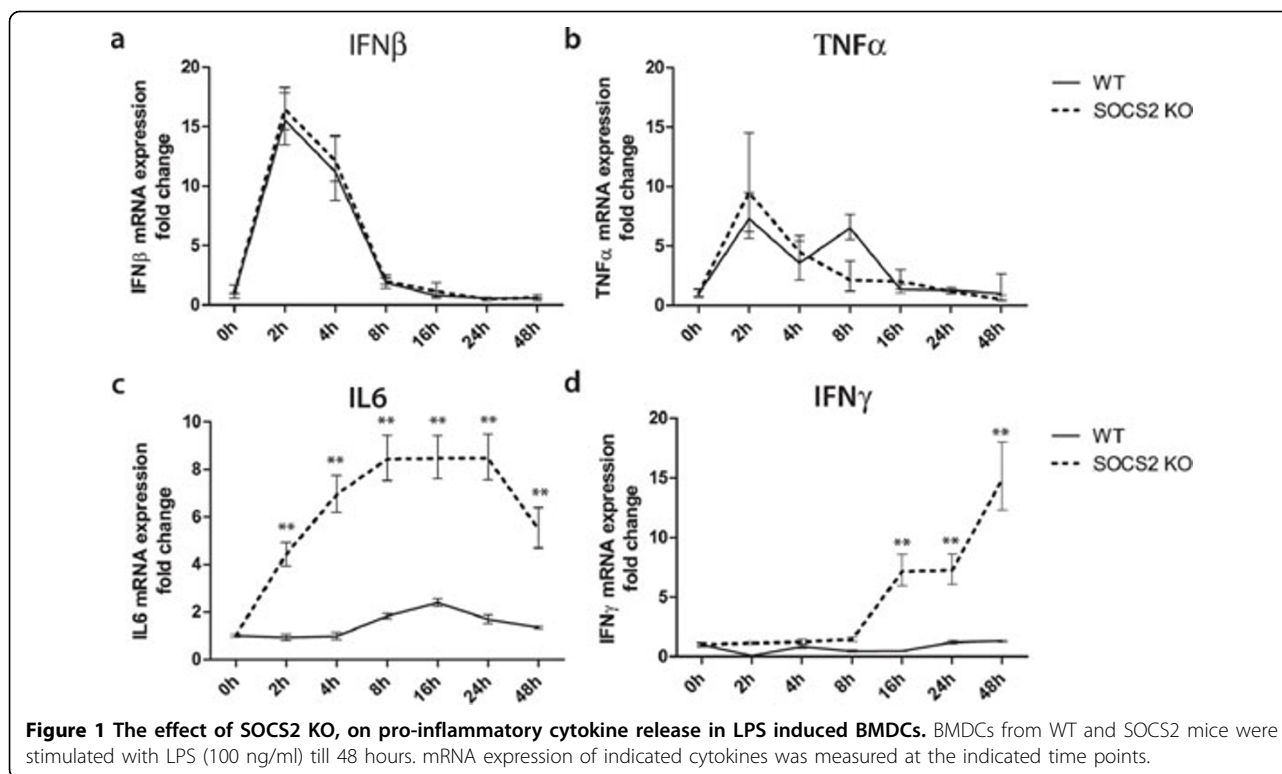 a IFNβ
b TNFα
IFNβ mRNA expression
fold change
20
15
10
5
0
0h 2h 4h 8h 16h 24h 48h
TNFα mRNA expression
fold change
20
15
10
5
0
0h 2h 4h 8h 16h 24h 48h
WT
SOCS2 KO
c IL6
d IFNγ
IL6 mRNA expression
fold change
10
8
6
4
2
0
** ** ** ** ** **
0h 2h 4h 8h 16h 24h 48h
IFNγ mRNA expression
fold change
20
15
10
5
0
** ** **
0h 2h 4h 8h 16h 24h 48h
WT
SOCS2 KO
Figure 1 The effect of SOCS2 KO, on pro-inflammatory cytokine release in LPS induced BMDCs. BMDCs from WT and SOCS2 mice were
stimulated with LPS (100 ng/ml) till 48 hours. mRNA expression of indicated cytokines was measured at the indicated time points.